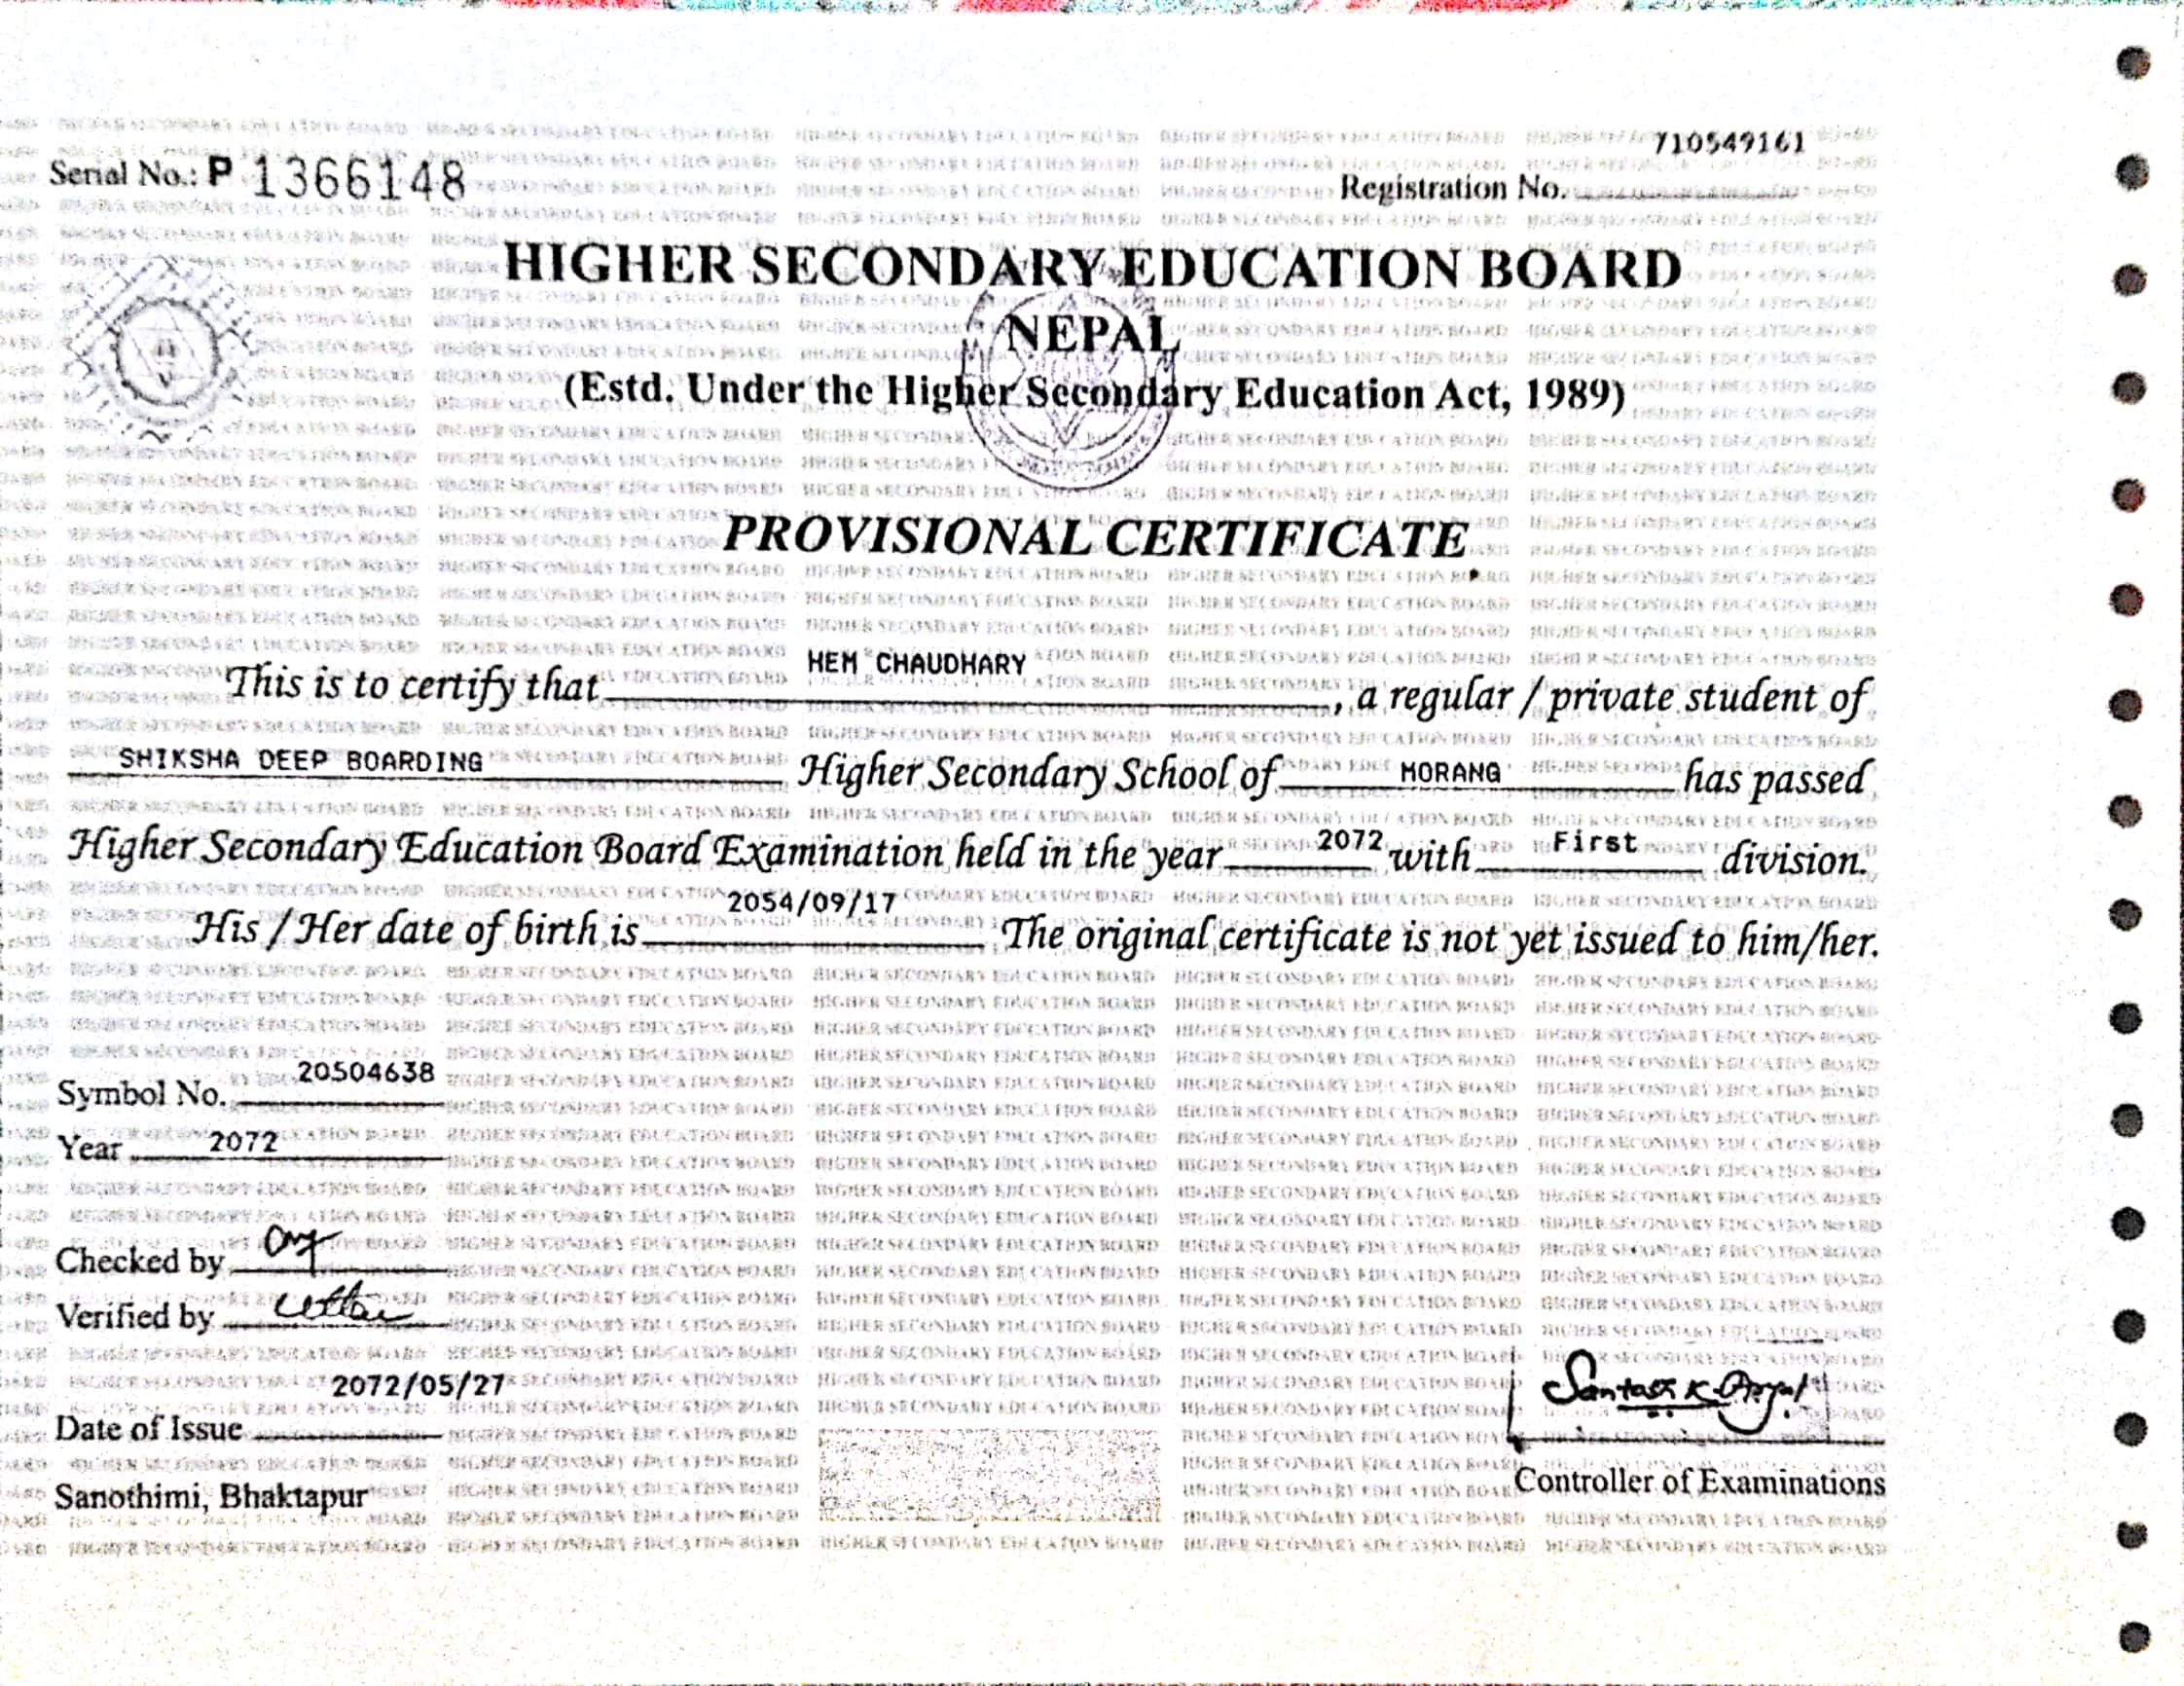 710549161
Serial No.: P 1366148
Registration No.
HIGHER SECONDARY EDUCATION BOARD
NEPAL
(Estd. Under the Higher Secondary Education Act, 1989)
PROVISIONAL CERTIFICATE
This is to certify that HEM CHAUDHARY, a regular / private student of
SHIKSHA DEEP BOARDING Higher Secondary School of MORANG has passed
Higher Secondary Education Board Examination held in the year 2072 with First division.
His / Her date of birth is 2054/09/17 The original certificate is not yet issued to him/her.
Symbol No. 20504638
Year 2072
Checked by
Verified by
2072/05/27
Date of Issue
Sanothimi, Bhaktapur
Controller of Examinations